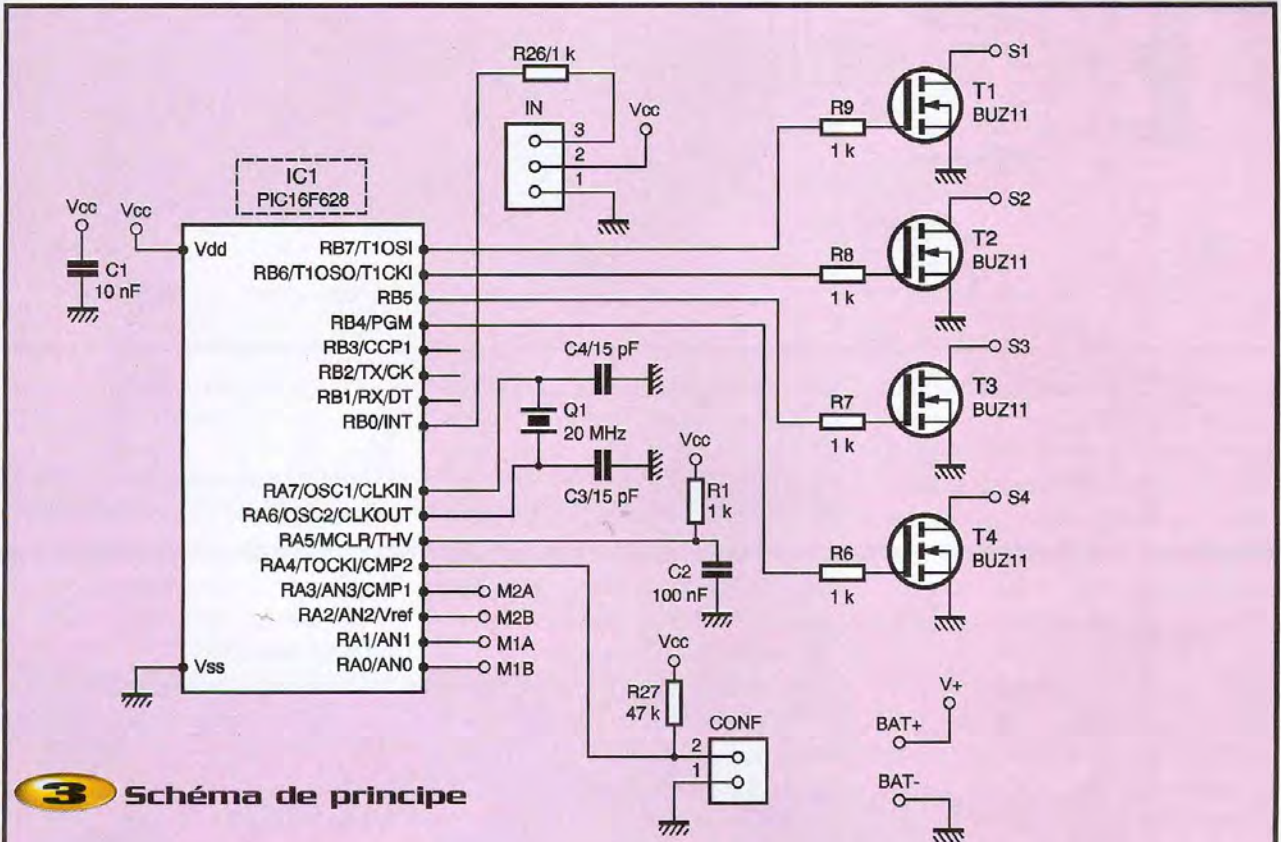 R26/1 k
IN
3
2
1
Vcc
IC1
PIC16F628
Vcc
Vcc
C1
10 nF
Vdd
Vss
RB7/T1OSI
RB6/T1OSO/T1CKI
RB5
RB4/PGM
RB3/CCP1
RB2/TX/CK
RB1/RX/DT
RB0/INT
RA7/OSC1/CLKIN
RA6/OSC2/CLKOUT
RA5/MCLR/THV
RA4/TOCKI/CMP2
RA3/AN3/CMP1
RA2/AN2/Vref
RA1/AN1
RA0/AN0
M2A
M2B
M1A
M1B
C4/15 pF
Q1
20 MHz
C3/15 pF
Vcc
R1
1 k
C2
100 nF
Vcc
R27
47 k
CONF
2
1
R9
1 k
S1
T1
BUZ11
R8
1 k
S2
T2
BUZ11
R7
1 k
S3
T3
BUZ11
R6
1 k
S4
T4
BUZ11
V+
BAT+
BAT-
3 Schéma de principe